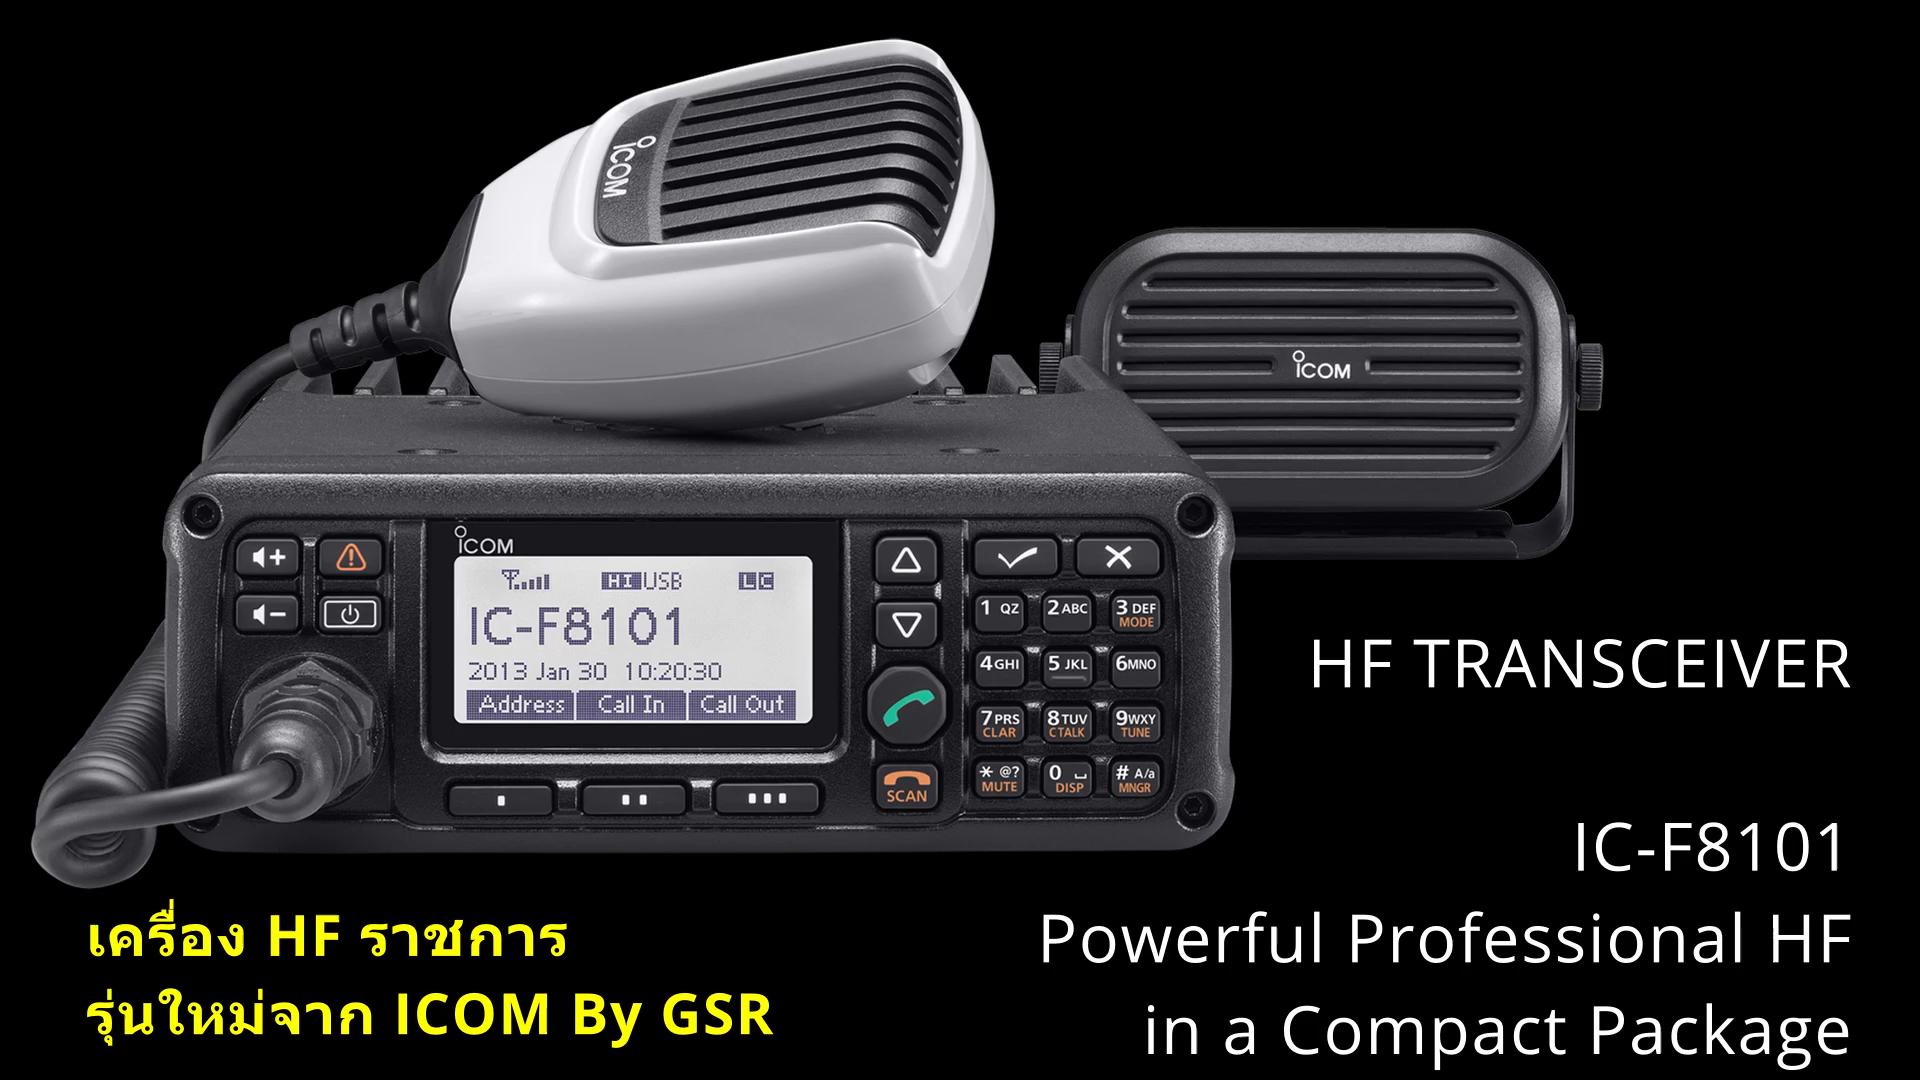 ICOM
ICOM
ICOM
HI USB LC
IC-F8101
2013 Jan 30 10:20:30
Address Call In Call Out
1 QZ 2 ABC 3 DEF
MODE
4 GHI 5 JKL 6 MNO
7 PRS 8 TUV 9 WXY
CLAR CTALK TUNE
* @? 0 ⎵ # A/a
SCAN MUTE DISP MNGR
HF TRANSCEIVER
IC-F8101
Powerful Professional HF
in a Compact Package
เครื่อง HF ราชการ
รุ่นใหม่จาก ICOM By GSR